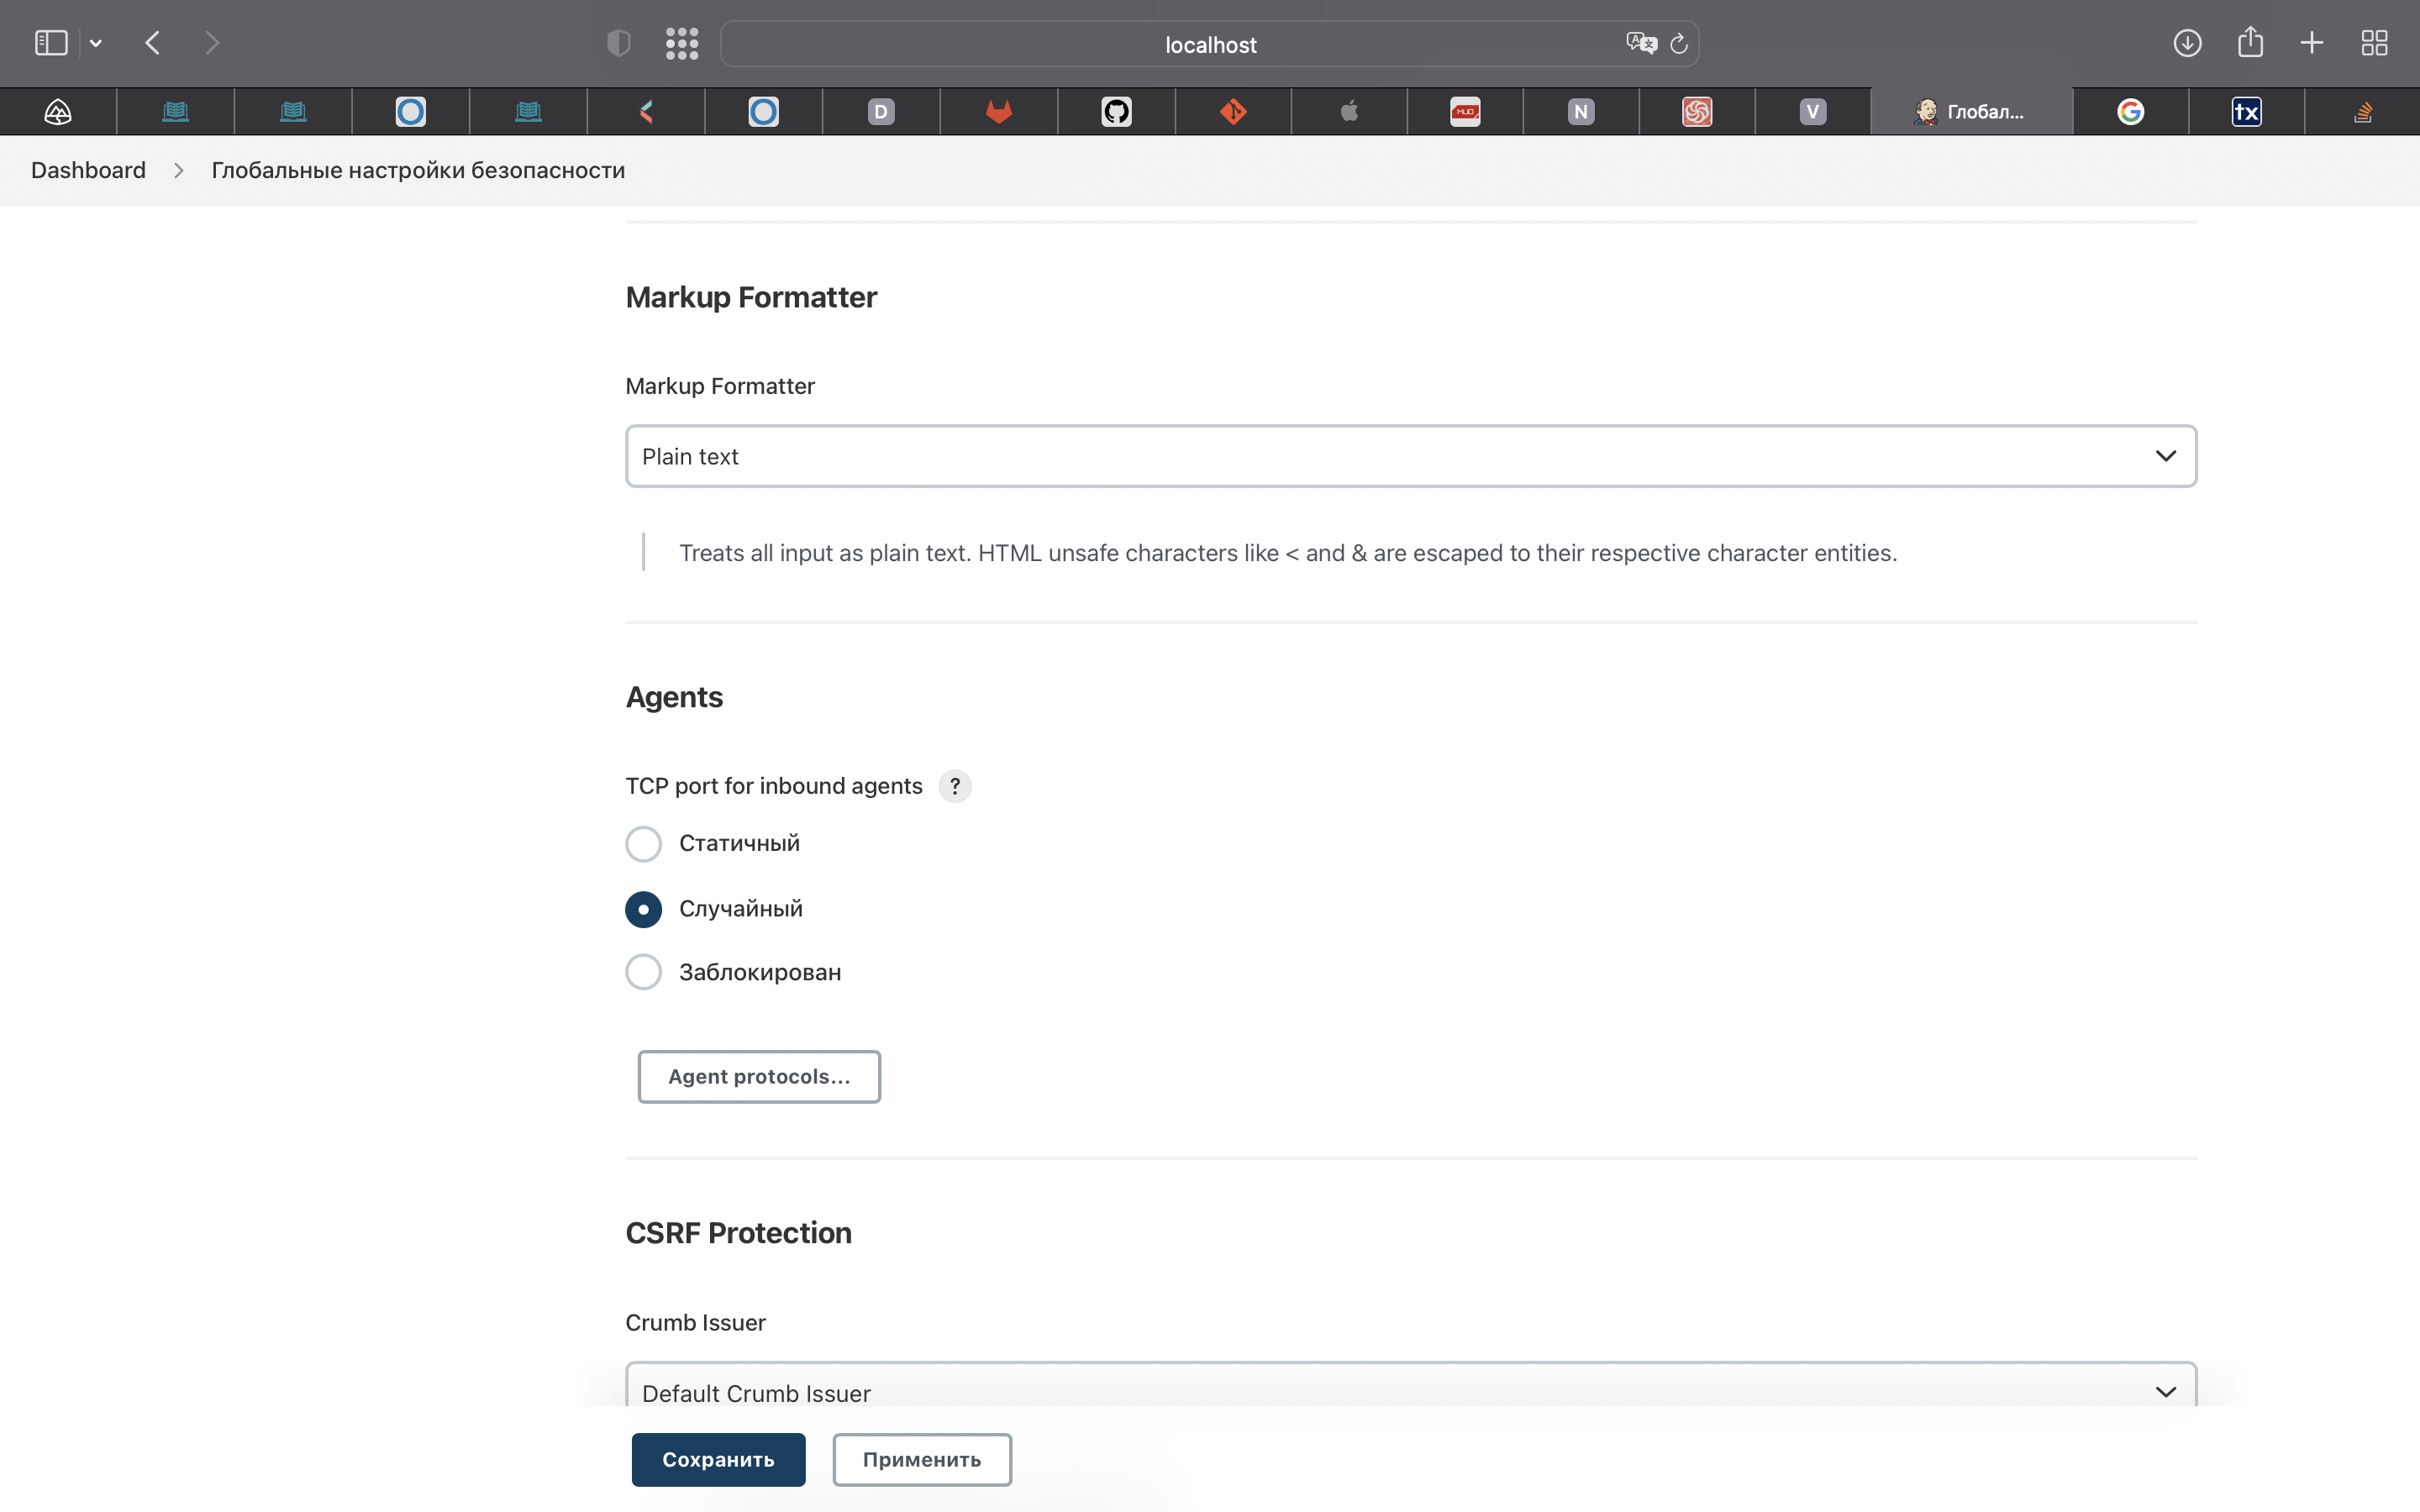 localhost
D
MUO
N
V
Глобал...
G
tx
Dashboard > Глобальные настройки безопасности
Markup Formatter
Markup Formatter
Plain text
Treats all input as plain text. HTML unsafe characters like < and & are escaped to their respective character entities.
Agents
TCP port for inbound agents ?
Статичный
Случайный
Заблокирован
Agent protocols...
CSRF Protection
Crumb Issuer
Default Crumb Issuer
Сохранить Применить